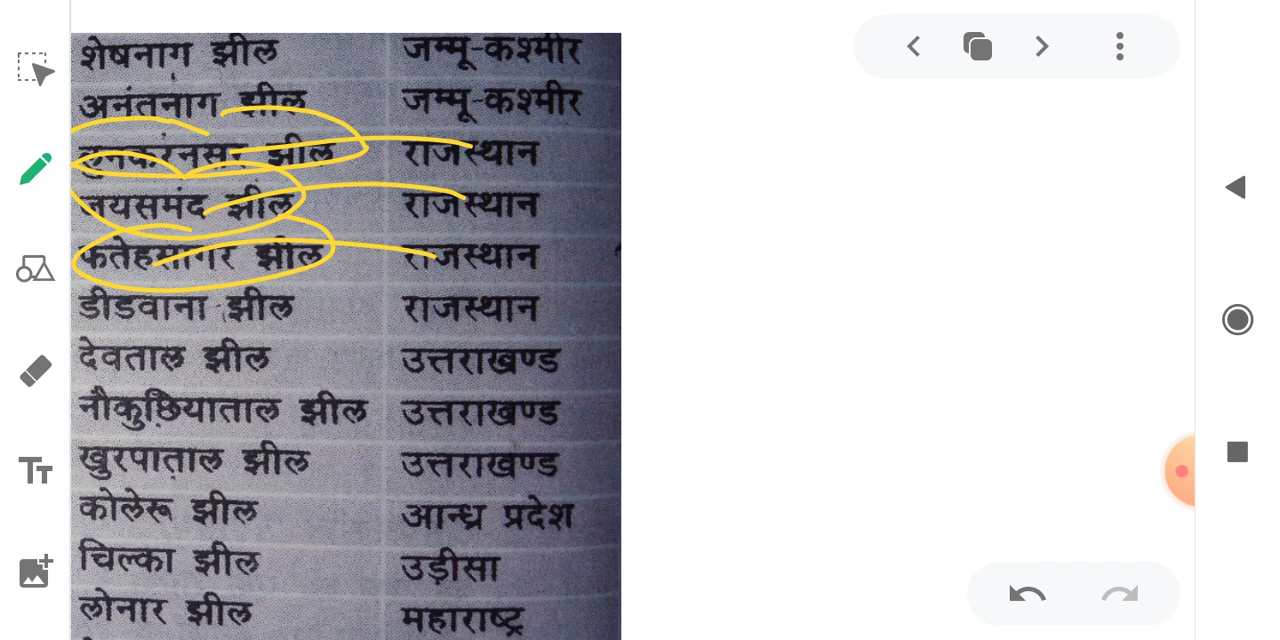 शेषनाग झील जम्मू-कश्मीर
अनंतनाग झील जम्मू-कश्मीर
लुनकरनसर झील राजस्थान
जयसमंद झील राजस्थान
फतेहसागर झील राजस्थान
डीडवाना झील राजस्थान
देवताल झील उत्तराखण्ड
नौकुछियाताल झील उत्तराखण्ड
खुरपाताल झील उत्तराखण्ड
कोलेरू झील आन्ध्र प्रदेश
चिल्का झील उड़ीसा
लोनार झील महाराष्ट्र